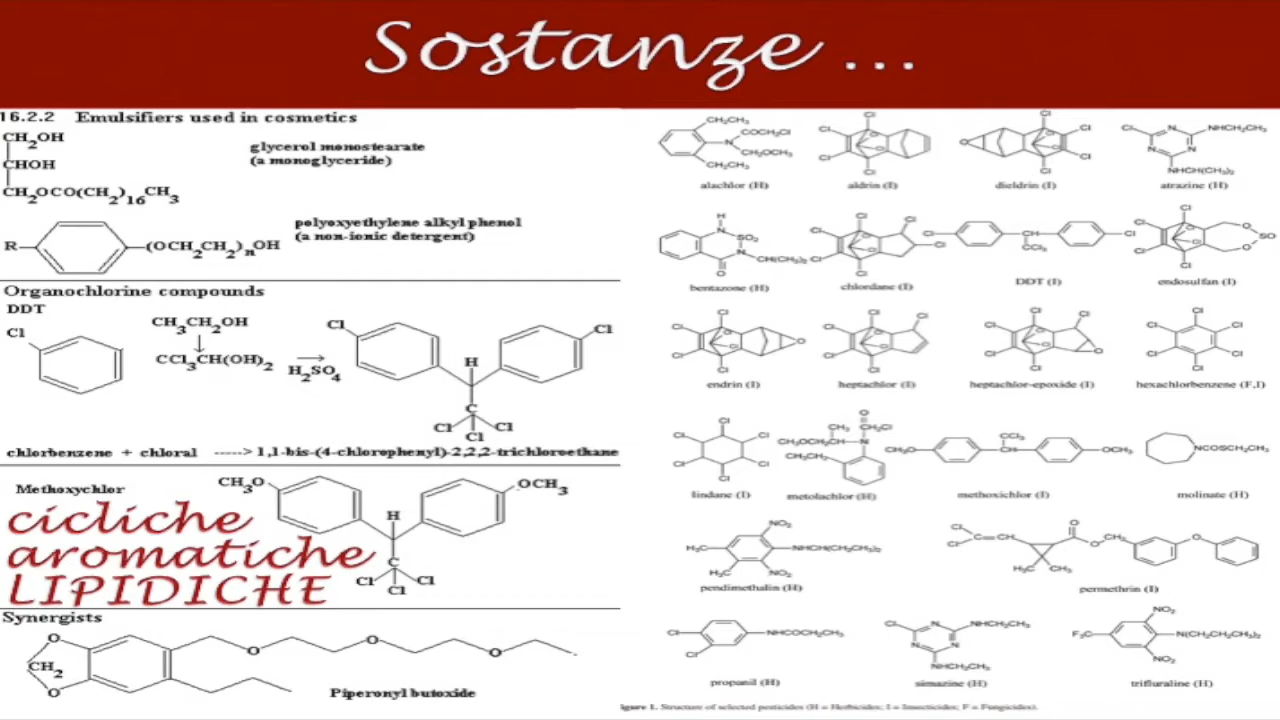 Sostanze ...
16.2.2 Emulsifiers used in cosmetics
CH2OH
CHOH
CH2OCO(CH2)16CH3
glycerol monostearate
(a monoglyceride)
R
(OCH2CH2)nOH
polyoxyethylene alkyl phenol
(a non-ionic detergent)
Organochlorine compounds
DDT
Cl
CH3CH2OH
CCl3CH(OH)2
H2SO4
Cl
Cl
H
C
Cl
Cl
Cl
chlorbenzene + chloral -----> 1,1-bis-(4-chlorophenyl)-2,2,2-trichloroethane
Methoxychlor
CH3O
OCH3
H
C
Cl
Cl
Cl
cicliche
aromatiche
LIPIDICHE
Synergists
O
CH2
O
O
O
O
Piperonyl butoxide
alachlor (H)
aldrin (I)
dieldrin (I)
atrazine (H)
bentazone (H)
chlordane (I)
DDT (I)
endosulfan (I)
endrin (I)
heptachlor (I)
heptachlor-epoxide (I)
hexachlorbenzene (F,I)
lindane (I)
metolachlor (H)
methoxichlor (I)
molinate (H)
pendimethalin (H)
permethrin (I)
propanil (H)
simazine (H)
trifluraline (H)
igure 1. Structure of selected pesticides (H = Herbicides; I = Insecticides; F = Fungicides).